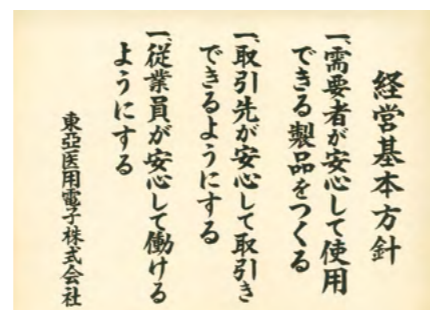 経営基本方針
一、需要者が安心して使用
できる製品をつくる
一、取引先が安心して取引き
できるようにする
一、従業員が安心して働ける
ようにする
東亞医用電子株式会社